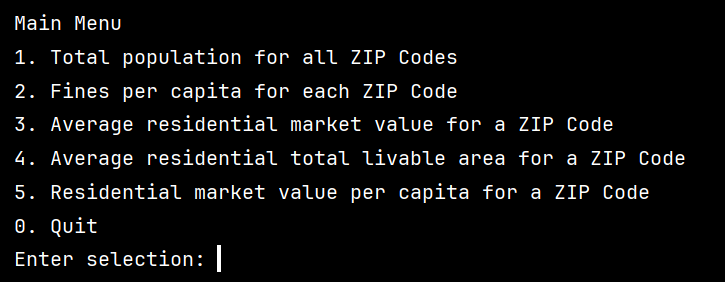 Main Menu
1. Total population for all ZIP Codes
2. Fines per capita for each ZIP Code
3. Average residential market value for a ZIP Code
4. Average residential total livable area for a ZIP Code
5. Residential market value per capita for a ZIP Code
0. Quit
Enter selection: